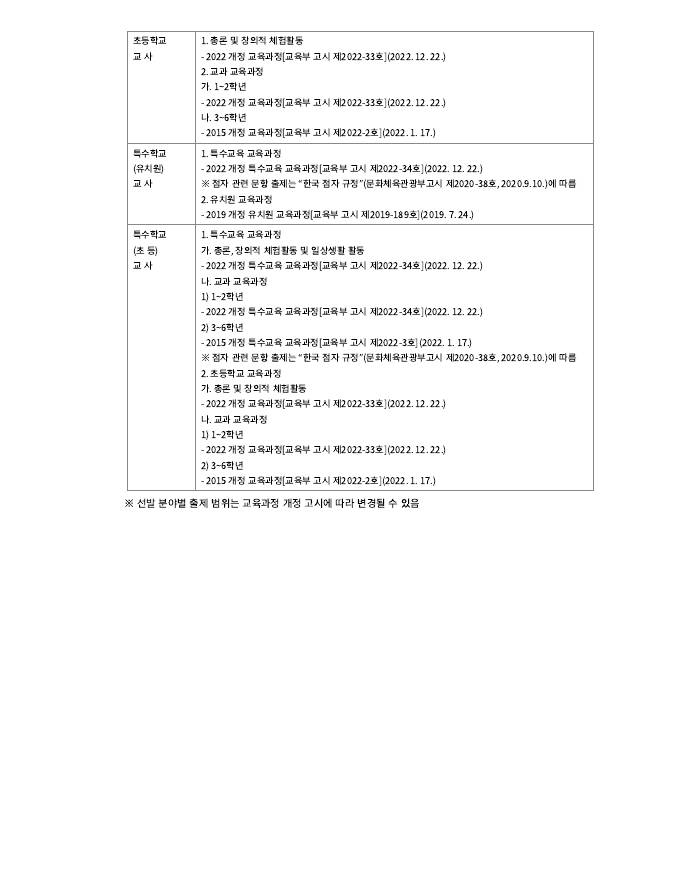 초등학교
교 사
1. 총론 및 창의적 체험활동
- 2022 개정 교육과정[교육부 고시 제2022-33호](2022. 12. 22.)
2. 교과 교육과정
가. 1~2학년
- 2022 개정 교육과정[교육부 고시 제2022-33호](2022. 12. 22.)
나. 3~6학년
- 2015 개정 교육과정[교육부 고시 제2022-2호](2022. 1. 17.)
특수학교
(유치원)
교 사
1. 특수교육 교육과정
- 2022 개정 특수교육 교육과정[교육부 고시 제2022-34호](2022. 12. 22.)
※ 점자 관련 문항 출제는 “한국 점자 규정”(문화체육관광부고시 제2020-38호, 2020.9.10.)에 따름
2. 유치원 교육과정
- 2019 개정 유치원 교육과정[교육부 고시 제2019-189호](2019. 7. 24.)
특수학교
(초 등)
교 사
1. 특수교육 교육과정
가. 총론, 창의적 체험활동 및 일상생활 활동
- 2022 개정 특수교육 교육과정[교육부 고시 제2022-34호](2022. 12. 22.)
나. 교과 교육과정
1) 1~2학년
- 2022 개정 특수교육 교육과정[교육부 고시 제2022-34호](2022. 12. 22.)
2) 3~6학년
- 2015 개정 특수교육 교육과정[교육부 고시 제2022-3호](2022. 1. 17.)
※ 점자 관련 문항 출제는 “한국 점자 규정”(문화체육관광부고시 제2020-38호, 2020.9.10.)에 따름
2. 초등학교 교육과정
가. 총론 및 창의적 체험활동
- 2022 개정 교육과정[교육부 고시 제2022-33호](2022. 12. 22.)
나. 교과 교육과정
1) 1~2학년
- 2022 개정 교육과정[교육부 고시 제2022-33호](2022. 12. 22.)
2) 3~6학년
- 2015 개정 교육과정[교육부 고시 제2022-2호](2022. 1. 17.)
※ 선발 분야별 출제 범위는 교육과정 개정 고시에 따라 변경될 수 있음